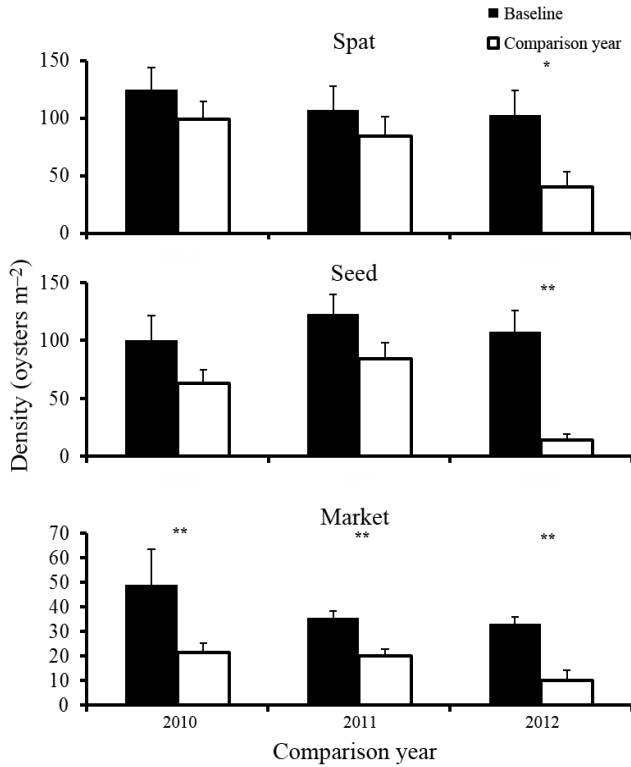 Baseline
Comparison year
Spat
*
150
100
50
0
Seed
**
150
100
50
0
Density (oysters m⁻²)
Market
** ** **
70
60
50
40
30
20
10
0
2010 2011 2012
Comparison year